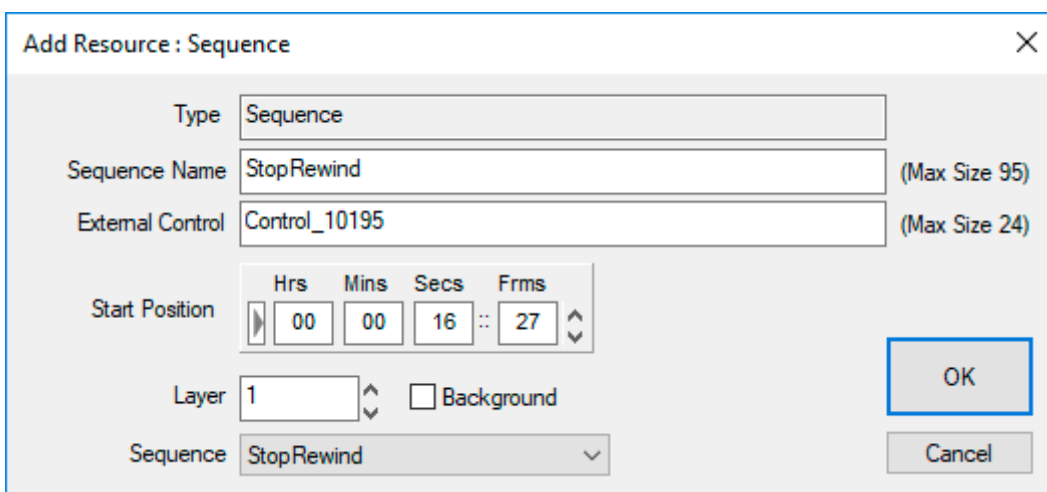 Add Resource : Sequence
Type Sequence
Sequence Name StopRewind (Max Size 95)
External Control Control_10195 (Max Size 24)
Hrs Mins Secs Frms
Start Position 00 00 16 :: 27
OK
Layer 1 Background
Sequence StopRewind Cancel